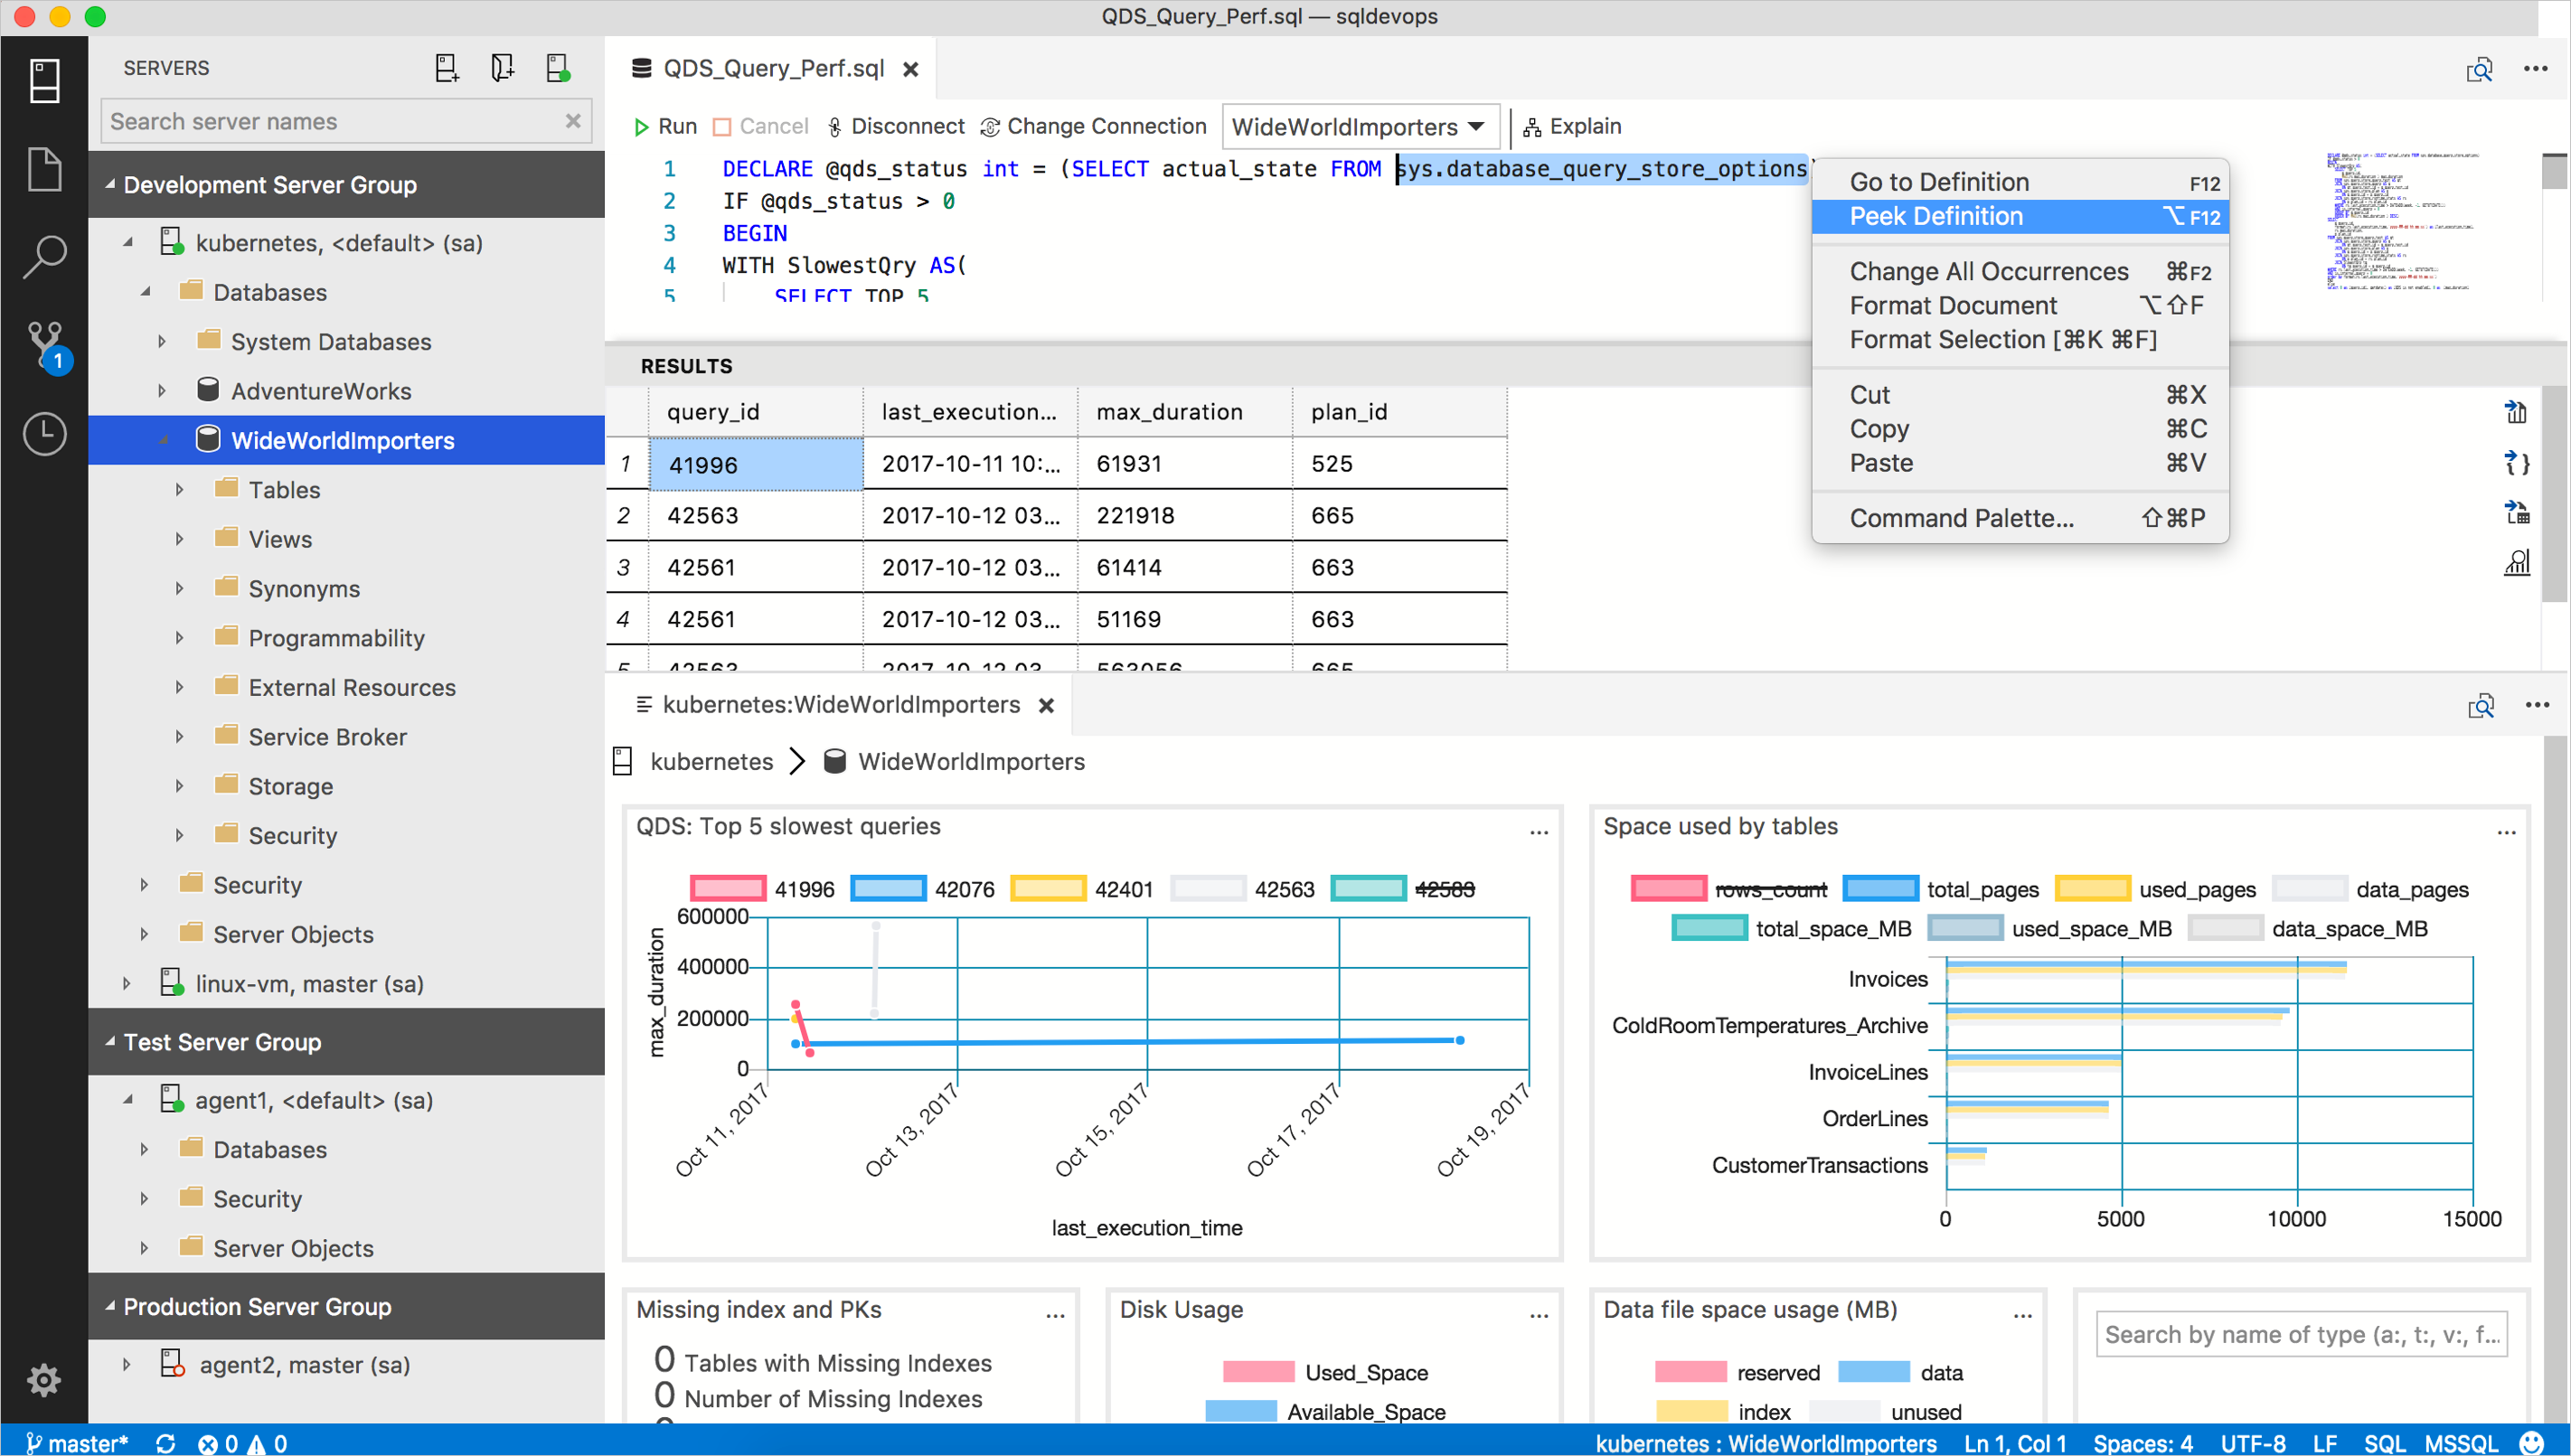 QDS_Query_Perf.sql — sqldevops
SERVERS
Search server names
Development Server Group
kubernetes, <default> (sa)
Databases
System Databases
AdventureWorks
WideWorldImporters
Tables
Views
Synonyms
Programmability
External Resources
Service Broker
Storage
Security
Security
Server Objects
linux-vm, master (sa)
Test Server Group
agent1, <default> (sa)
Databases
Security
Server Objects
Production Server Group
agent2, master (sa)
1
QDS_Query_Perf.sql
Run Cancel Disconnect Change Connection WideWorldImporters Explain
1 DECLARE @qds_status int = (SELECT actual_state FROM sys.database_query_store_options
2 IF @qds_status > 0
3 BEGIN
4 WITH SlowestQry AS(
5 SELECT TOP 5
Go to Definition F12
Peek Definition ⌥F12
Change All Occurrences ⌘F2
Format Document ⌥⇧F
Format Selection [⌘K ⌘F]
Cut ⌘X
Copy ⌘C
Paste ⌘V
Command Palette... ⇧⌘P
RESULTS
query_id last_execution... max_duration plan_id
1 41996 2017-10-11 10:... 61931 525
2 42563 2017-10-12 03... 221918 665
3 42561 2017-10-12 03... 61414 663
4 42561 2017-10-12 03... 51169 663
5 42563 2017-10-12 03 563056 665
kubernetes:WideWorldImporters
kubernetes WideWorldImporters
QDS: Top 5 slowest queries ...
41996 42076 42401 42563 42583
max_duration
600000
400000
200000
0
Oct 11, 2017 Oct 13, 2017 Oct 15, 2017 Oct 17, 2017 Oct 19, 2017
last_execution_time
Space used by tables ...
rows_count total_pages used_pages data_pages
total_space_MB used_space_MB data_space_MB
Invoices
ColdRoomTemperatures_Archive
InvoiceLines
OrderLines
CustomerTransactions
0 5000 10000 15000
Missing index and PKs ...
0 Tables with Missing Indexes
0 Number of Missing Indexes
Disk Usage ...
Used_Space
Available_Space
Data file space usage (MB) ...
reserved data
index unused
Search by name of type (a:, t:, v:, f...
master* 0 0 kubernetes : WideWorldImporters Ln 1, Col 1 Spaces: 4 UTF-8 LF SQL MSSQL